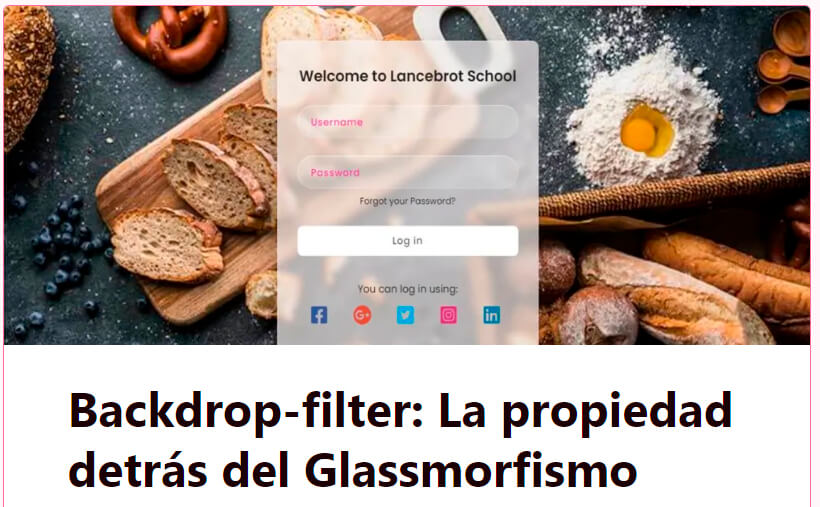 Welcome to Lancebrot School
Username
Password
Forgot your Password?
Log in
You can log in using:
Backdrop-filter: La propiedad
detrás del Glassmorfismo